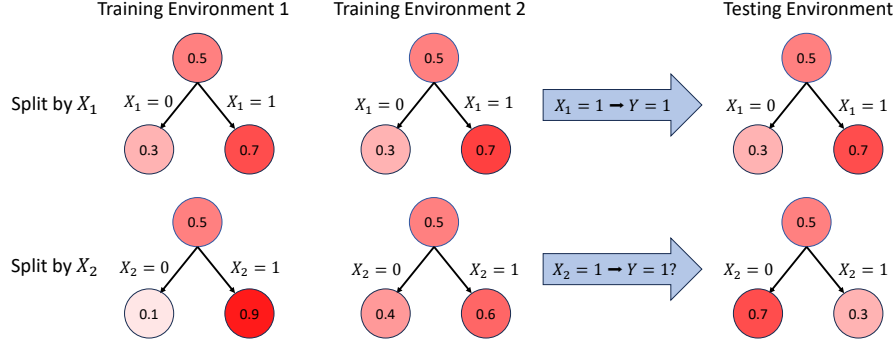 Training Environment 1 Training Environment 2 Testing Environment
0.5 0.5 0.5
Split by X₁ X₁ = 0 X₁ = 1 X₁ = 0 X₁ = 1 X₁ = 1 → Y = 1 X₁ = 0 X₁ = 1
0.3 0.7 0.3 0.7 0.3 0.7
0.5 0.5 0.5
Split by X₂ X₂ = 0 X₂ = 1 X₂ = 0 X₂ = 1 X₂ = 1 → Y = 1? X₂ = 0 X₂ = 1
0.1 0.9 0.4 0.6 0.7 0.3